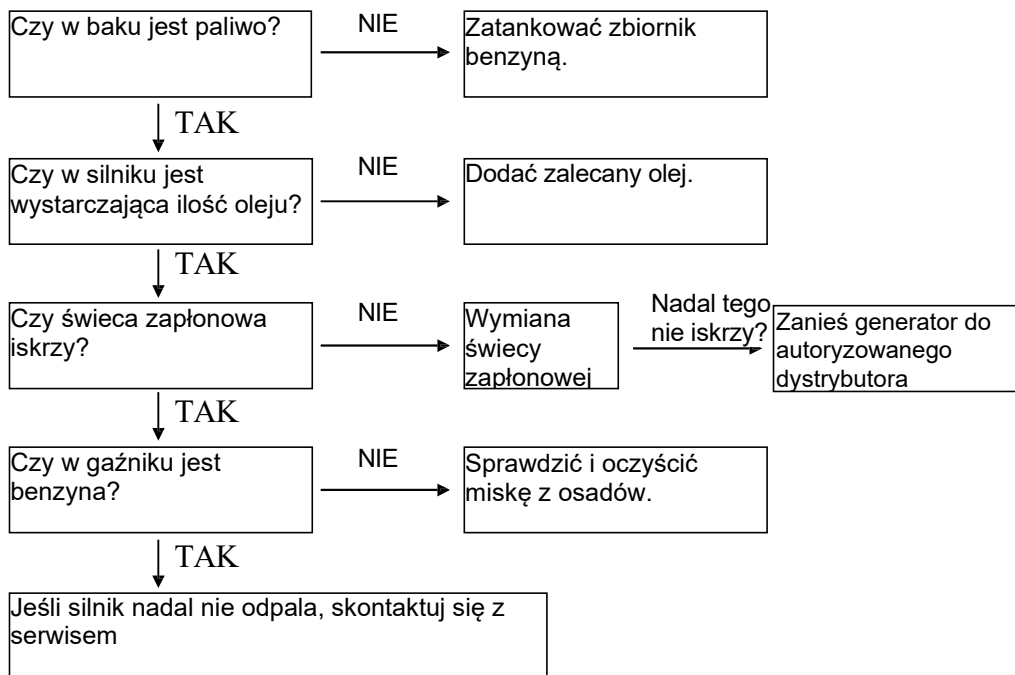 Czy w baku jest paliwo?
NIE
Zatankować zbiornik
benzyną.
TAK
Czy w silniku jest
wystarczająca ilość oleju?
NIE
Dodać zalecany olej.
TAK
Czy świeca zapłonowa
iskrzy?
NIE
Wymiana
świecy
zapłonowej
Nadal tego
nie iskrzy?
Zanieś generator do
autoryzowanego
dystrybutora
TAK
Czy w gaźniku jest
benzyna?
NIE
Sprawdzić i oczyścić
miskę z osadów.
TAK
Jeśli silnik nadal nie odpala, skontaktuj się z
serwisem